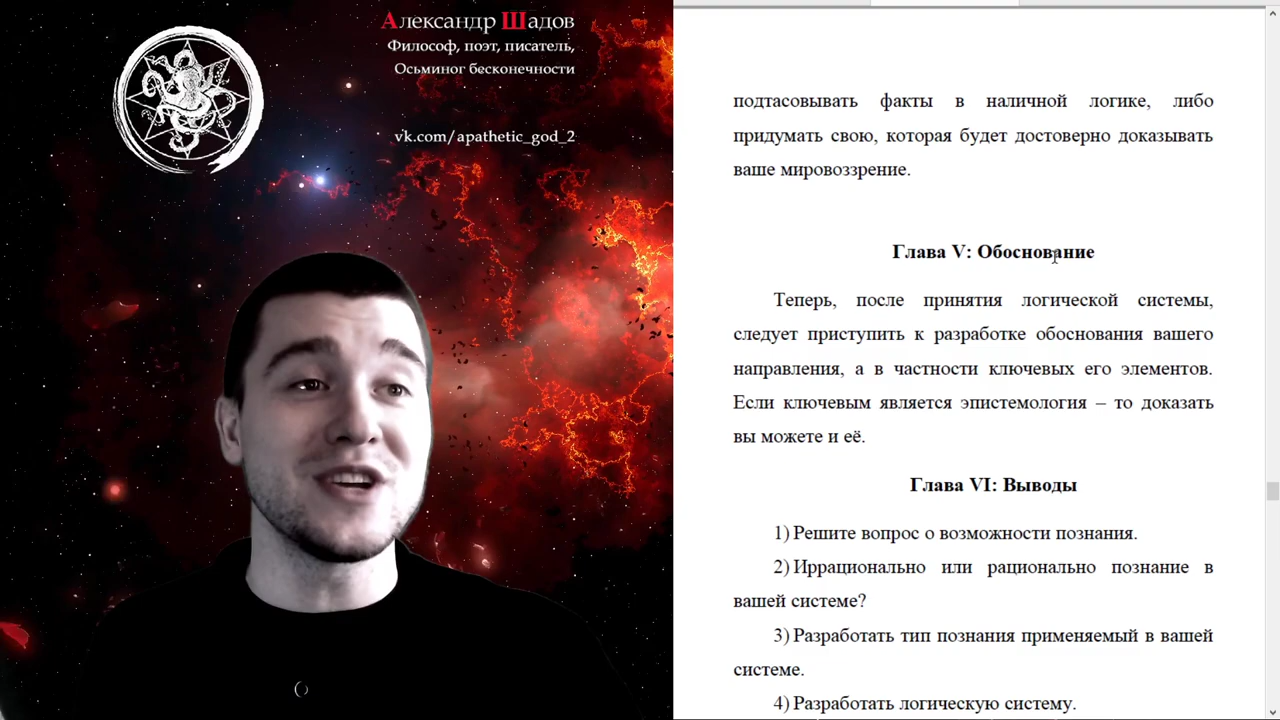 Александр Шадов
Философ, поэт, писатель,
Осьминог бесконечности
vk.com/apathetic_god_2
подтасовывать факты в наличной логике, либо
придумать свою, которая будет достоверно доказывать
ваше мировоззрение.
Глава V: Обоснование
Теперь, после принятия логической системы,
следует приступить к разработке обоснования вашего
направления, а в частности ключевых его элементов.
Если ключевым является эпистемология – то доказать
вы можете и её.
Глава VI: Выводы
1) Решите вопрос о возможности познания.
2) Иррационально или рационально познание в
вашей системе?
3) Разработать тип познания применяемый в вашей
системе.
4) Разработать логическую систему.